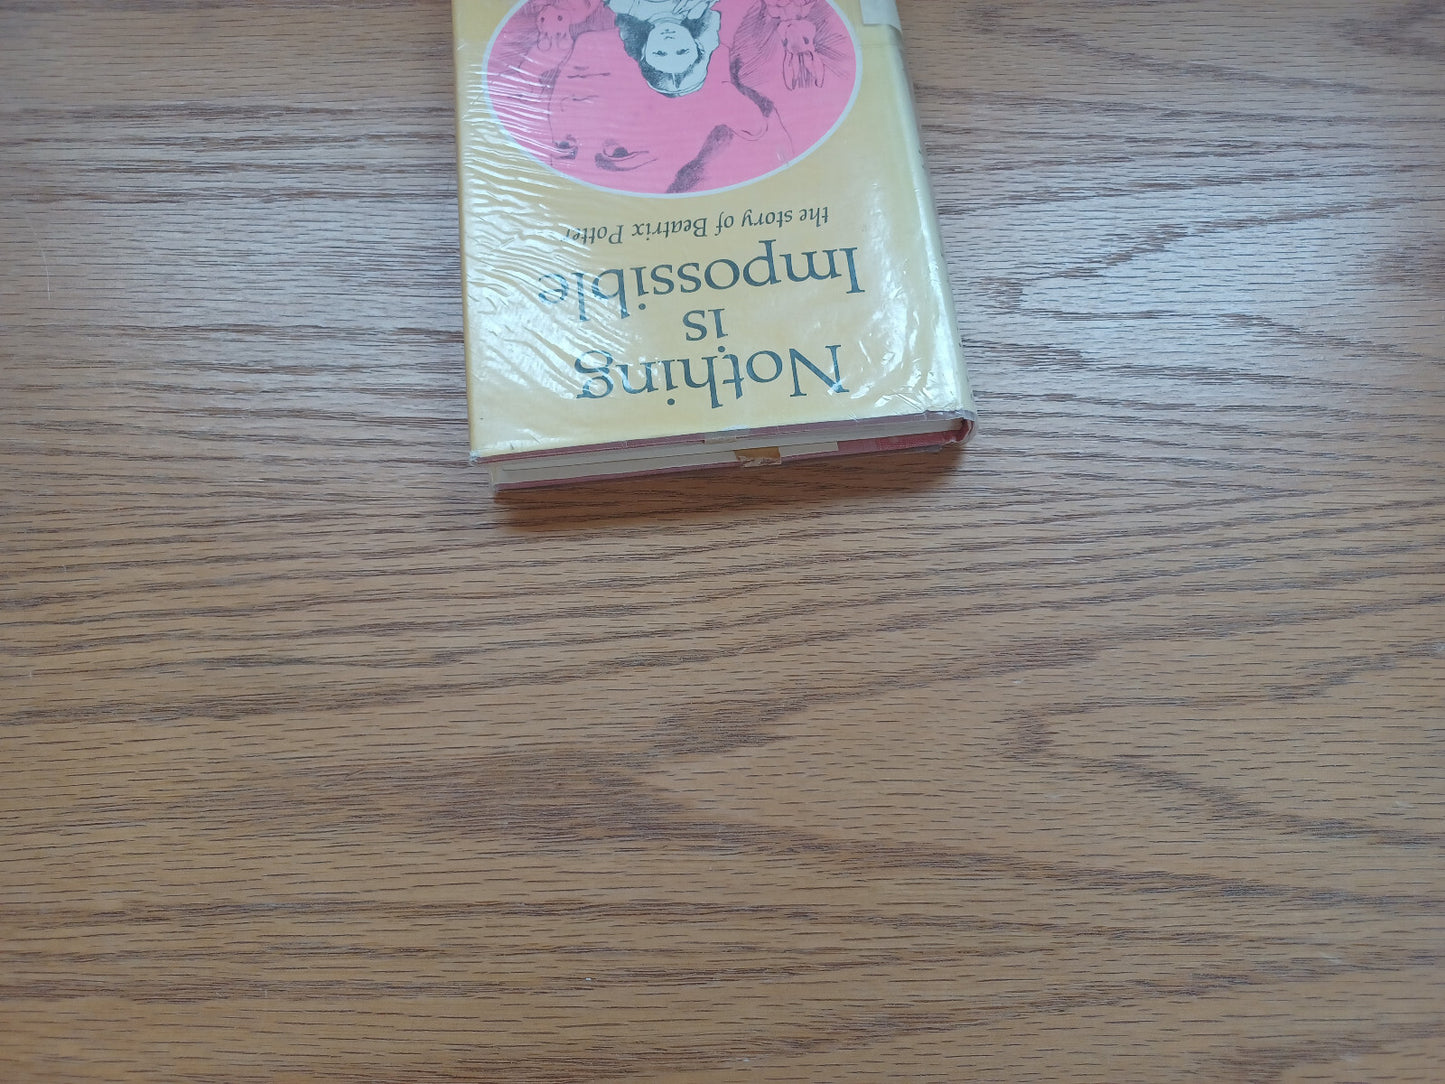 Nothing
is
Impossible
the story of Beatrix Potter